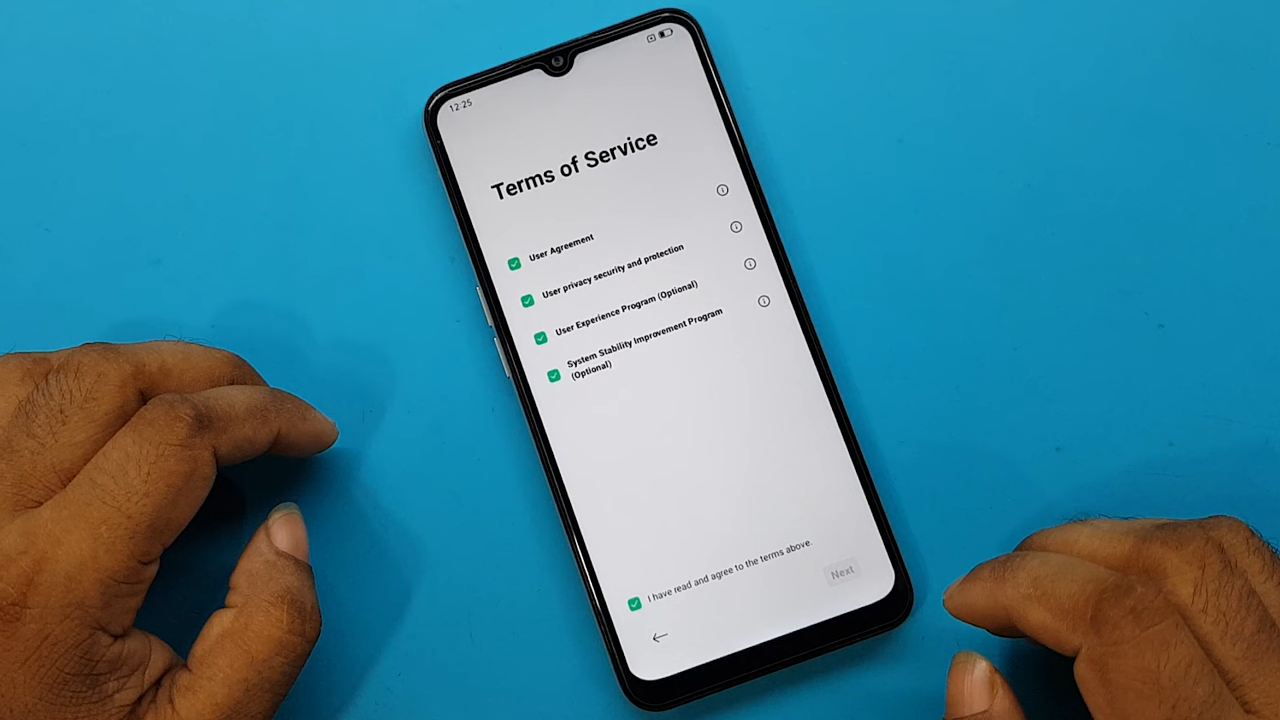 12:25
Terms of Service
User Agreement
User privacy security and protection
User Experience Program (Optional)
System Stability Improvement Program
(Optional)
I have read and agree to the terms above.
Next